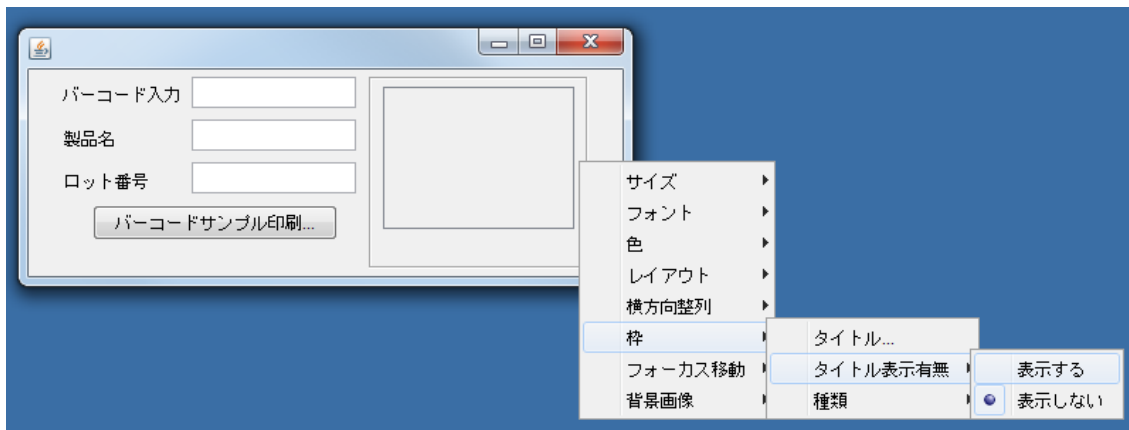 バーコード入力
製品名
ロット番号
バーコードサンプル印刷...
サイズ
フォント
色
レイアウト
横方向整列
枠
フォーカス移動
背景画像
タイトル...
タイトル表示有無
種類
表示する
表示しない